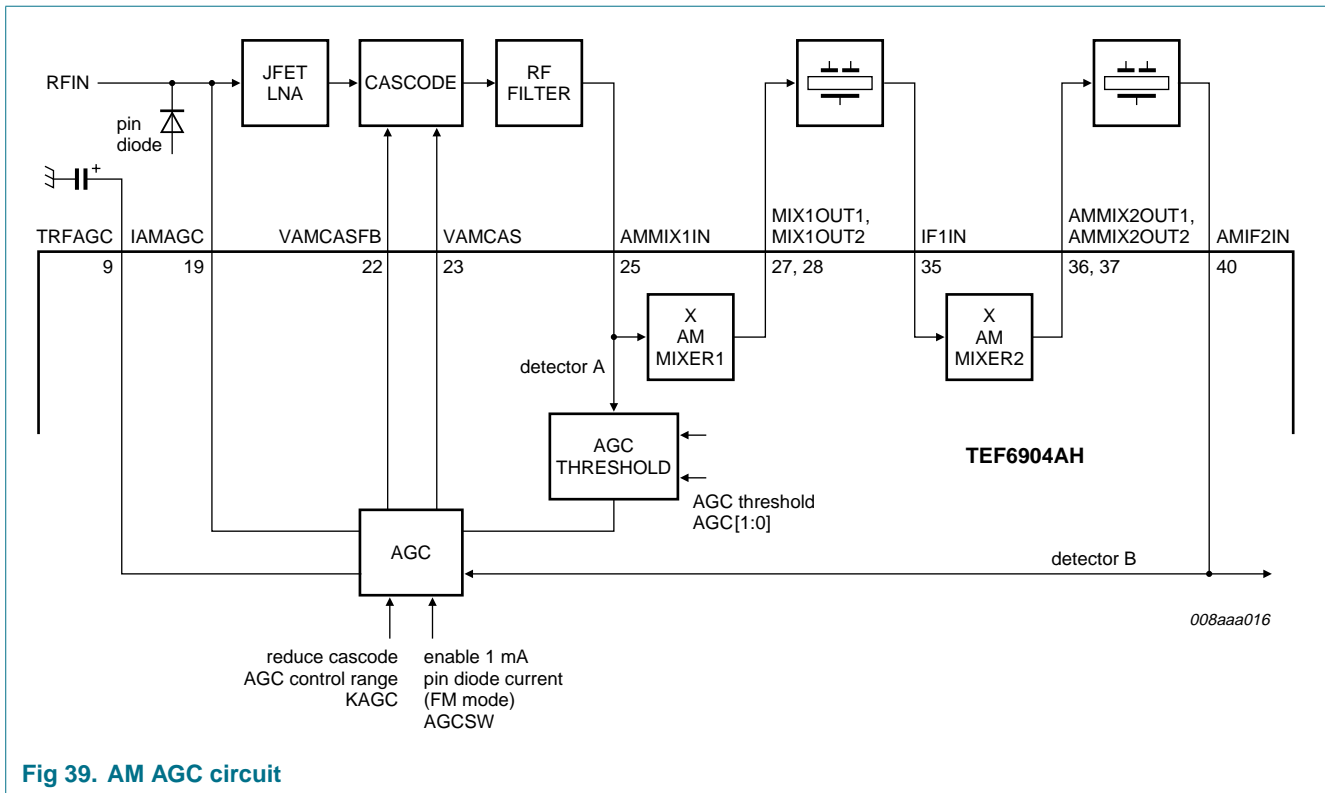 RFIN
pin
diode
+
JFET
LNA
CASCODE
RF
FILTER
TRFAGC
IAMAGC
VAMCASFB
VAMCAS
AMMIX1IN
MIX1OUT1,
MIX1OUT2
IF1IN
AMMIX2OUT1,
AMMIX2OUT2
AMIF2IN
9
19
22
23
25
27, 28
35
36, 37
40
X
AM
MIXER1
X
AM
MIXER2
detector A
AGC
THRESHOLD
TEF6904AH
AGC threshold
AGC[1:0]
AGC
detector B
008aaa016
reduce cascode
AGC control range
KAGC
enable 1 mA
pin diode current
(FM mode)
AGCSW
Fig 39. AM AGC circuit